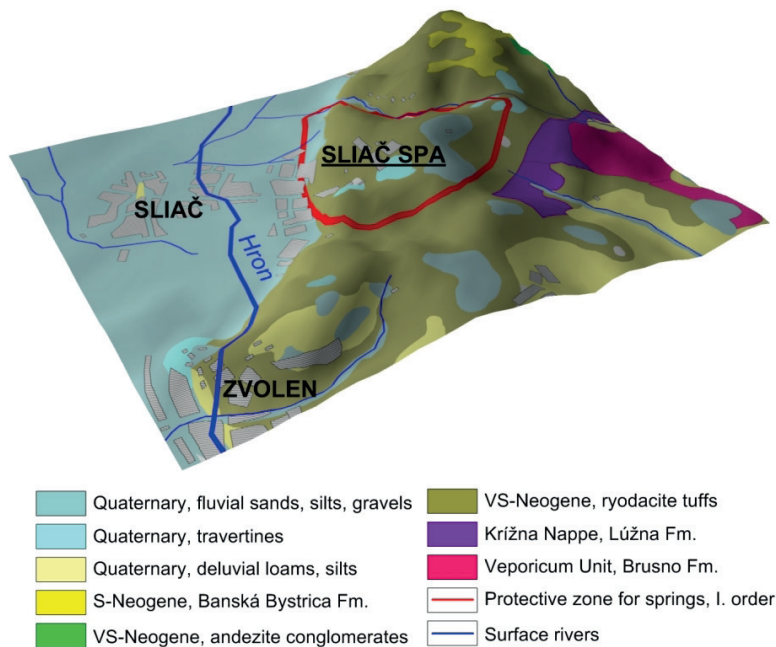 SLIAČ SPA
SLIAČ
Hron
ZVOLEN
Quaternary, fluvial sands, silts, gravels
Quaternary, travertines
Quaternary, deluvial loams, silts
S-Neogene, Banská Bystrica Fm.
VS-Neogene, andezite conglomerates
VS-Neogene, ryodacite tuffs
Krížna Nappe, Lúžna Fm.
Veporicum Unit, Brusno Fm.
Protective zone for springs, I. order
Surface rivers